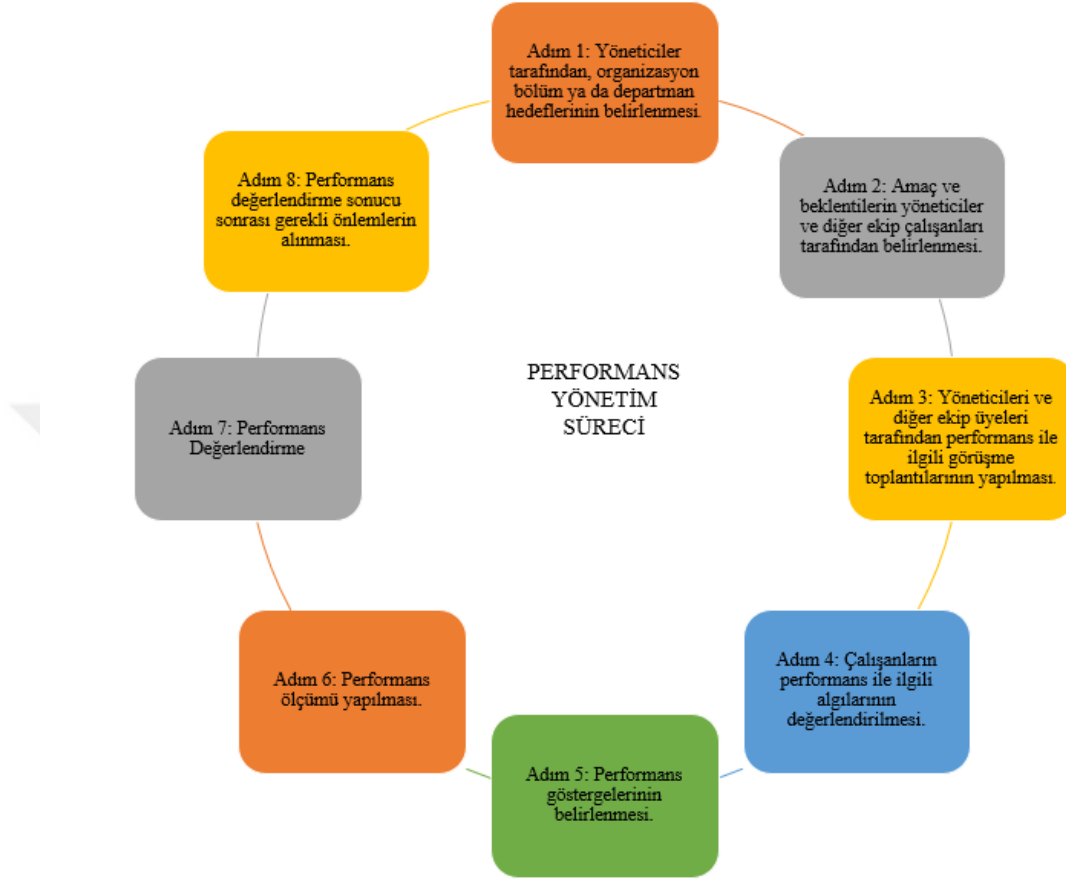 Adım 1: Yöneticiler
tarafından, organizasyon
bölüm ya da departman
hedeflerinin belirlenmesi.
Adım 2: Amaç ve
beklentilerin yöneticiler
ve diğer ekip çalışanları
tarafından belirlenmesi.
Adım 3: Yöneticileri ve
diğer ekip üyeleri
tarafından performans ile
ilgili görüşme
toplantılarının yapılması.
Adım 4: Çalışanların
performans ile ilgili
algılarının
değerlendirilmesi.
Adım 5: Performans
göstergelerinin
belirlenmesi.
Adım 6: Performans
ölçümü yapılması.
Adım 7: Performans
Değerlendirme
Adım 8: Performans
değerlendirme sonucu
sonrası gerekli önlemlerin
alınması.
PERFORMANS
YÖNETİM
SÜRECİ